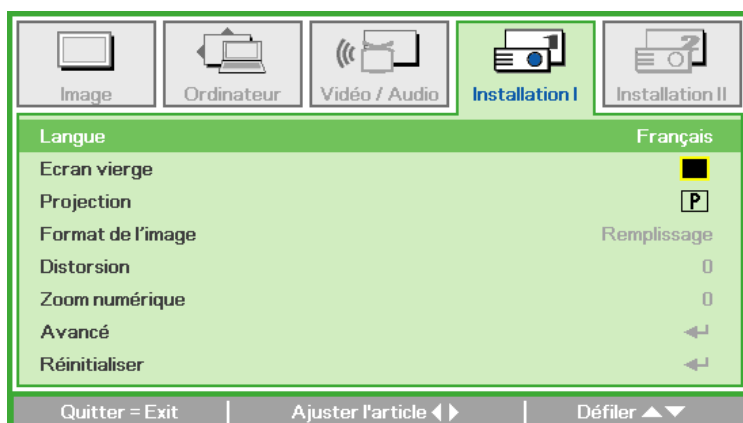 Image Ordinateur Vidéo / Audio Installation I Installation II
Langue Français
Ecran vierge
Projection P
Format de l'image Remplissage
Distorsion 0
Zoom numérique 0
Avancé
Réinitialiser
Quitter = Exit Ajuster l'article Défiler